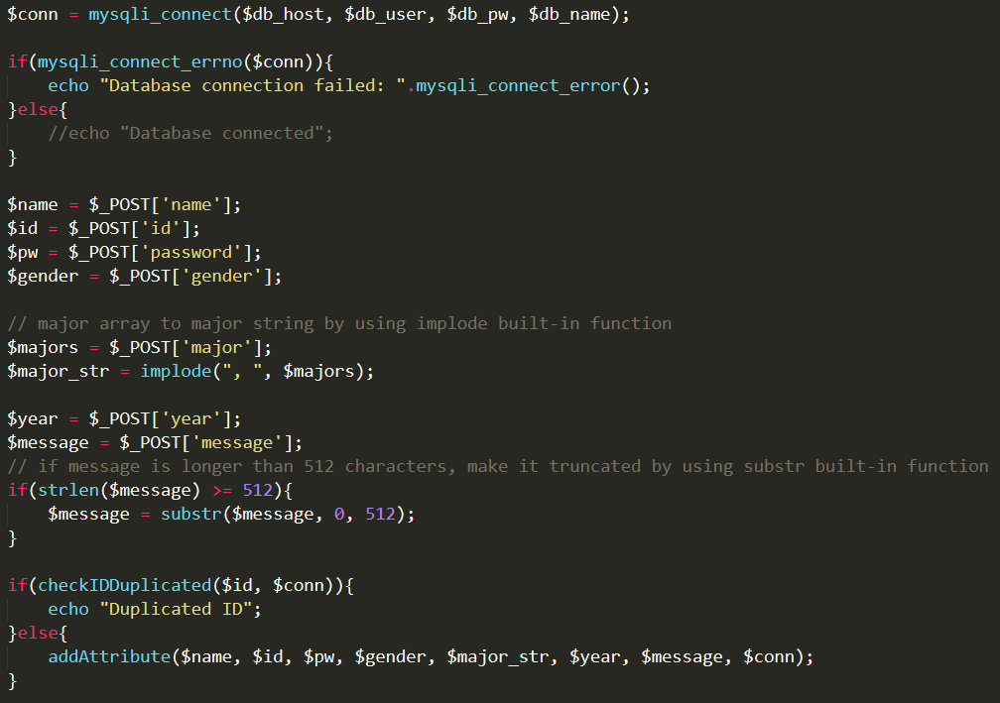 $conn = mysqli_connect($db_host, $db_user, $db_pw, $db_name);

if(mysqli_connect_errno($conn)){
    echo "Database connection failed: ".mysqli_connect_error();
}else{
    //echo "Database connected";
}

$name = $_POST['name'];
$id = $_POST['id'];
$pw = $_POST['password'];
$gender = $_POST['gender'];

// major array to major string by using implode built-in function
$majors = $_POST['major'];
$major_str = implode(", ", $majors);

$year = $_POST['year'];
$message = $_POST['message'];
// if message is longer than 512 characters, make it truncated by using substr built-in function
if(strlen($message) >= 512){
    $message = substr($message, 0, 512);
}

if(checkIDDuplicated($id, $conn)){
    echo "Duplicated ID";
}else{
    addAttribute($name, $id, $pw, $gender, $major_str, $year, $message, $conn);
}